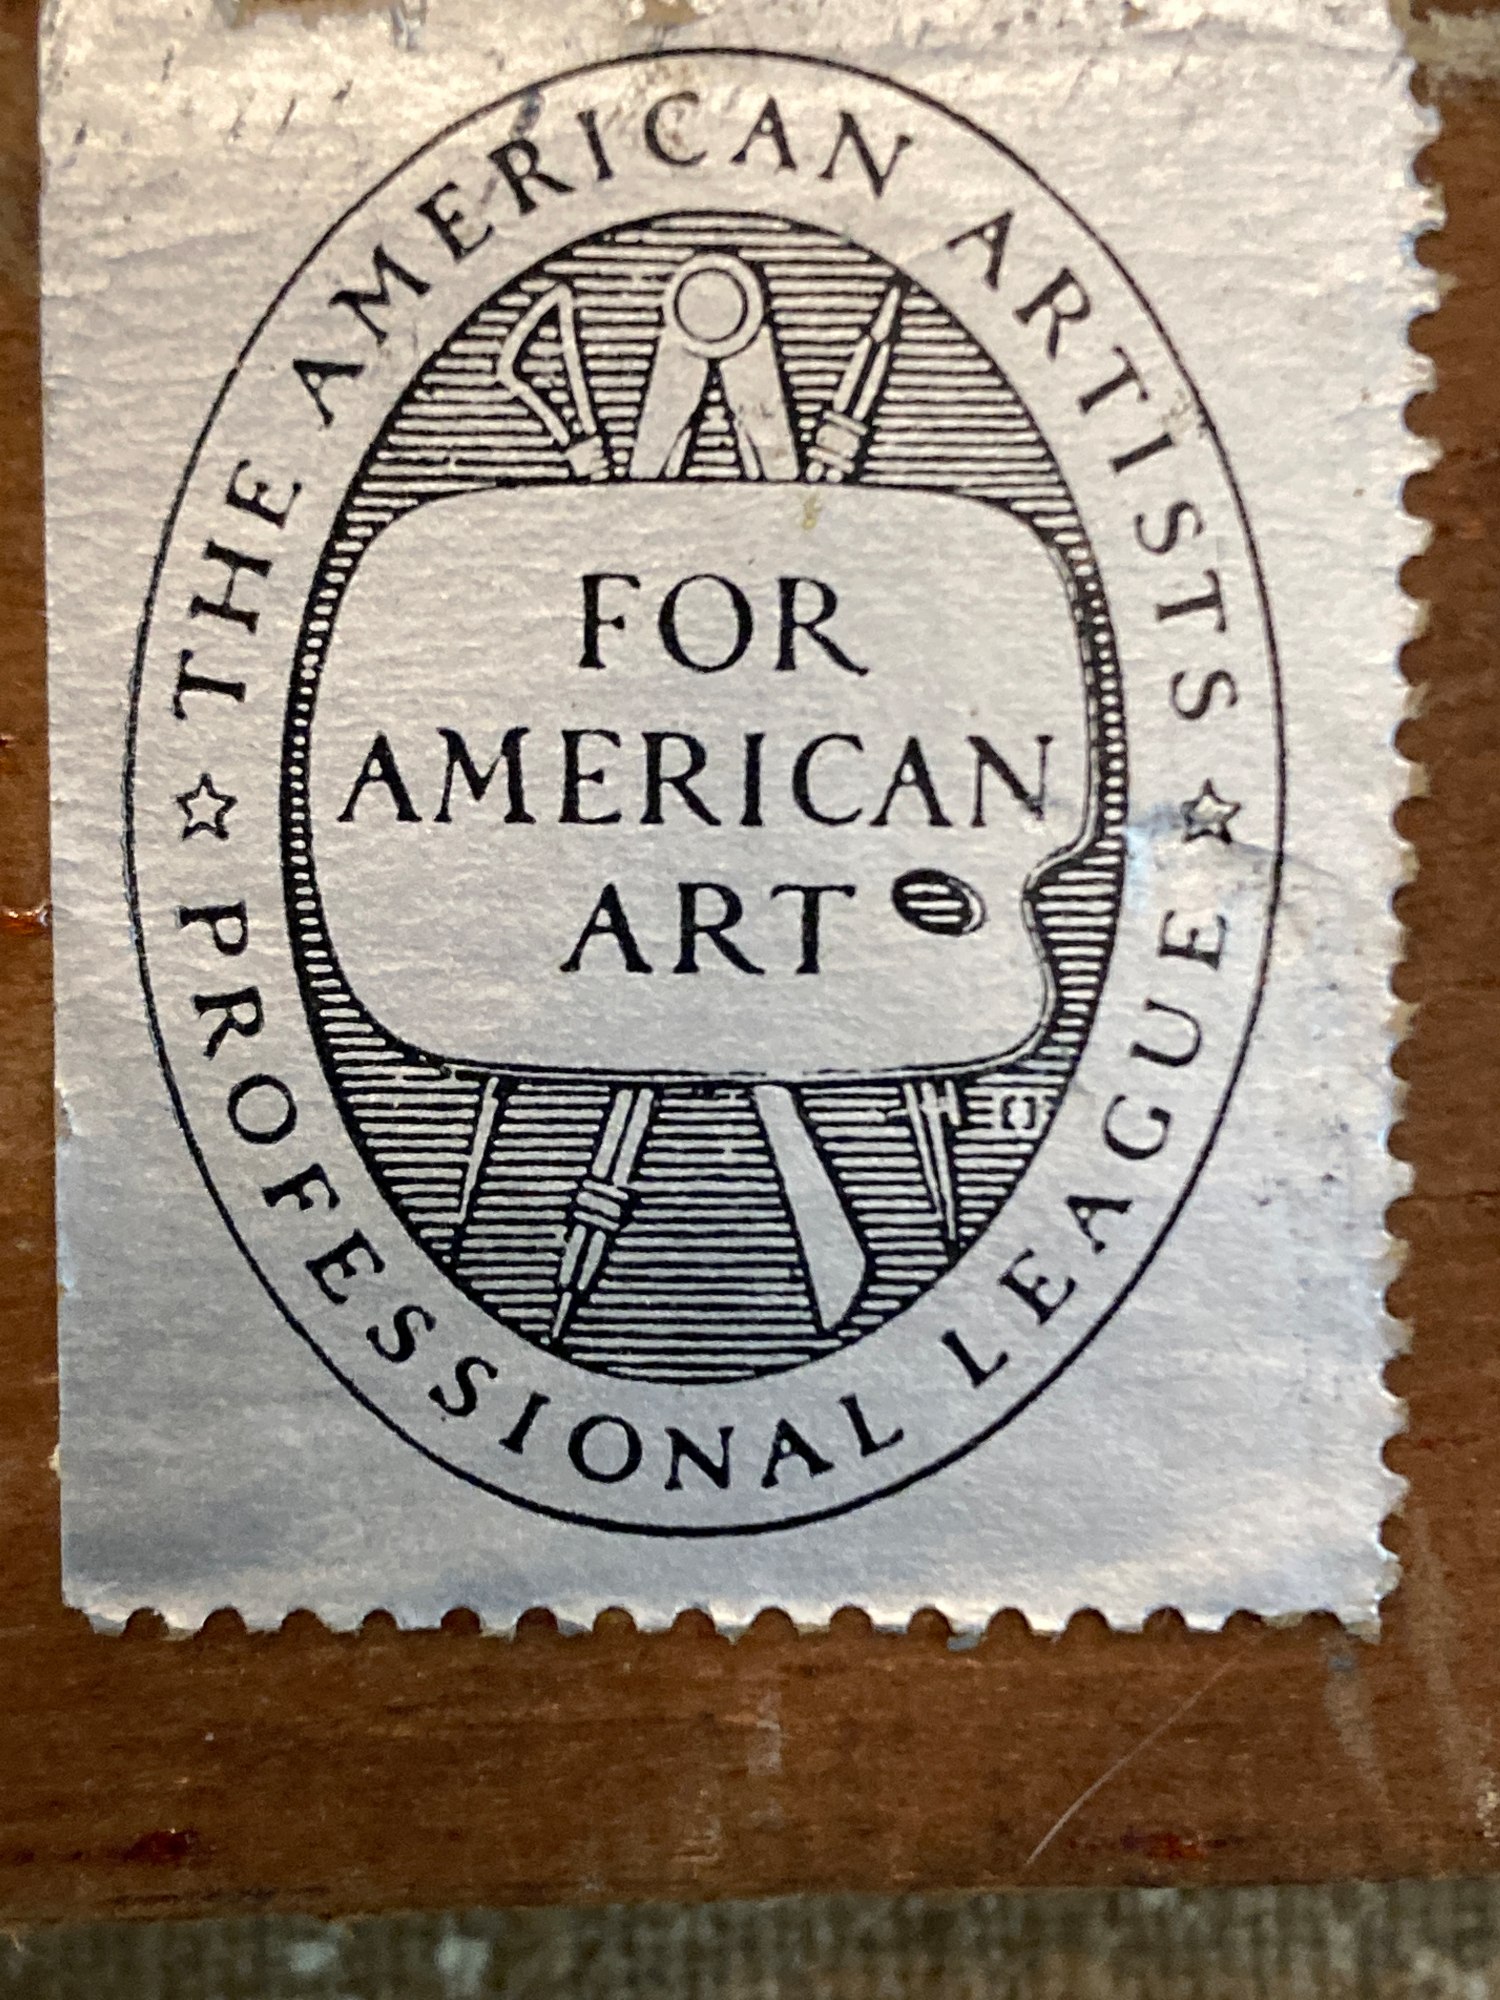 THE AMERICAN ARTISTS
PROFESSIONAL LEAGUE
FOR
AMERICAN
ART